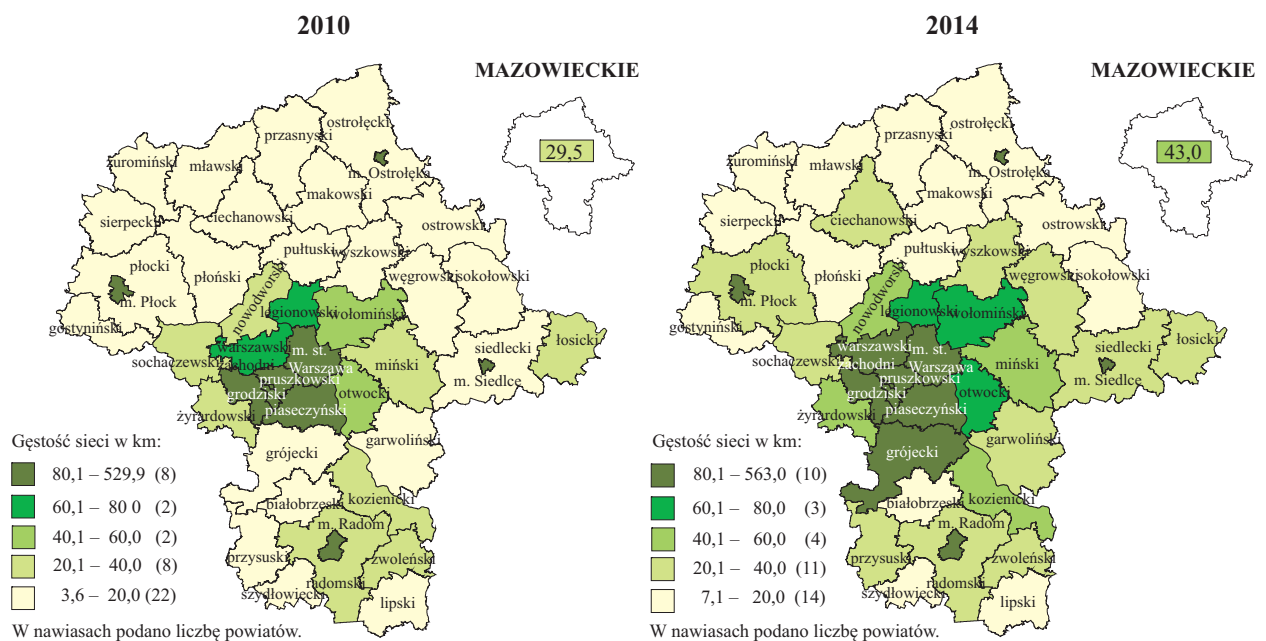 2010
MAZOWIECKIE
29,5
ostrołęcki
przasnyski
żuromiński
mławski
m. Ostrołęka
makowski
sierpecki
ciechanowski
ostrowski
pułtuski
wyszkowski
płocki
płoński
węgrowski
sokołowski
m. Płock
nowodworski
legionowski
wołomiński
gostyniński
sochaczewski
warszawski
zachodni
m. st.
Warszawa
miński
siedlecki
łosicki
m. Siedlce
pruszkowski
grodziski
otwocki
żyrardowski
piaseczyński
garwoliński
grójecki
białobrzeski
kozienicki
m. Radom
przysuski
zwoleński
radomski
szydłowiecki
lipski
Gęstość sieci w km:
80,1 – 529,9 (8)
60,1 – 80 0 (2)
40,1 – 60,0 (2)
20,1 – 40,0 (8)
3,6 – 20,0 (22)
W nawiasach podano liczbę powiatów.
2014
MAZOWIECKIE
43,0
ostrołęcki
przasnyski
żuromiński
mławski
m. Ostrołęka
makowski
sierpecki
ciechanowski
ostrowski
pułtuski
wyszkowski
płocki
płoński
węgrowski
sokołowski
m. Płock
nowodworski
legionowski
wołomiński
gostyniński
sochaczewski
warszawski
zachodni
m. st.
Warszawa
miński
siedlecki
łosicki
m. Siedlce
pruszkowski
grodziski
otwocki
żyrardowski
piaseczyński
garwoliński
grójecki
białobrzeski
kozienicki
m. Radom
przysuski
zwoleński
radomski
szydłowiecki
lipski
Gęstość sieci w km:
80,1 – 563,0 (10)
60,1 – 80,0 (3)
40,1 – 60,0 (4)
20,1 – 40,0 (11)
7,1 – 20,0 (14)
W nawiasach podano liczbę powiatów.